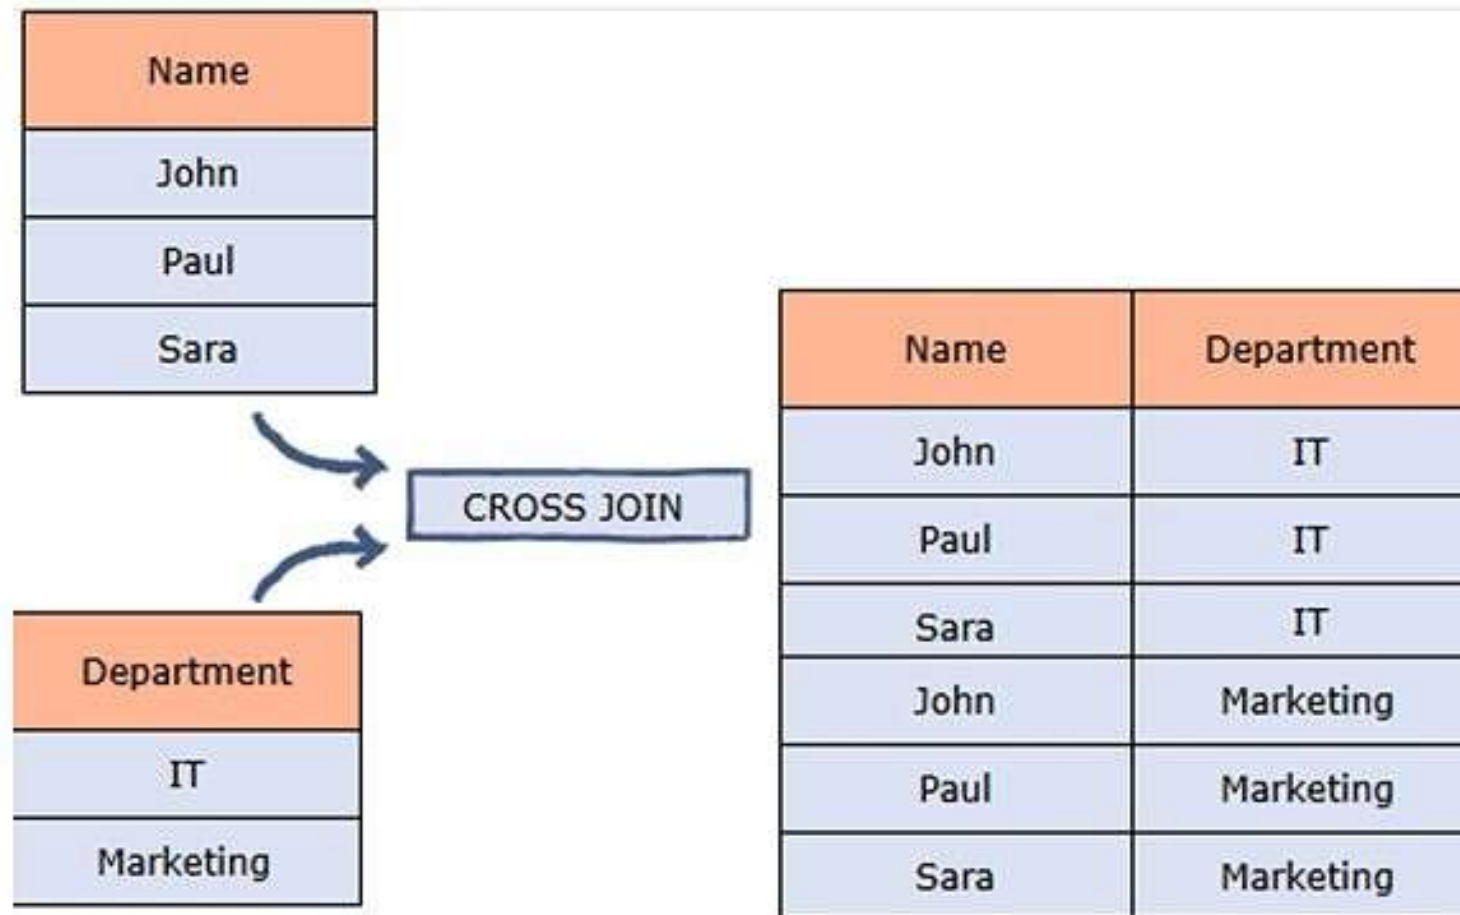 Name
John
Paul
Sara
CROSS JOIN
Department
IT
Marketing
Name Department
John IT
Paul IT
Sara IT
John Marketing
Paul Marketing
Sara Marketing